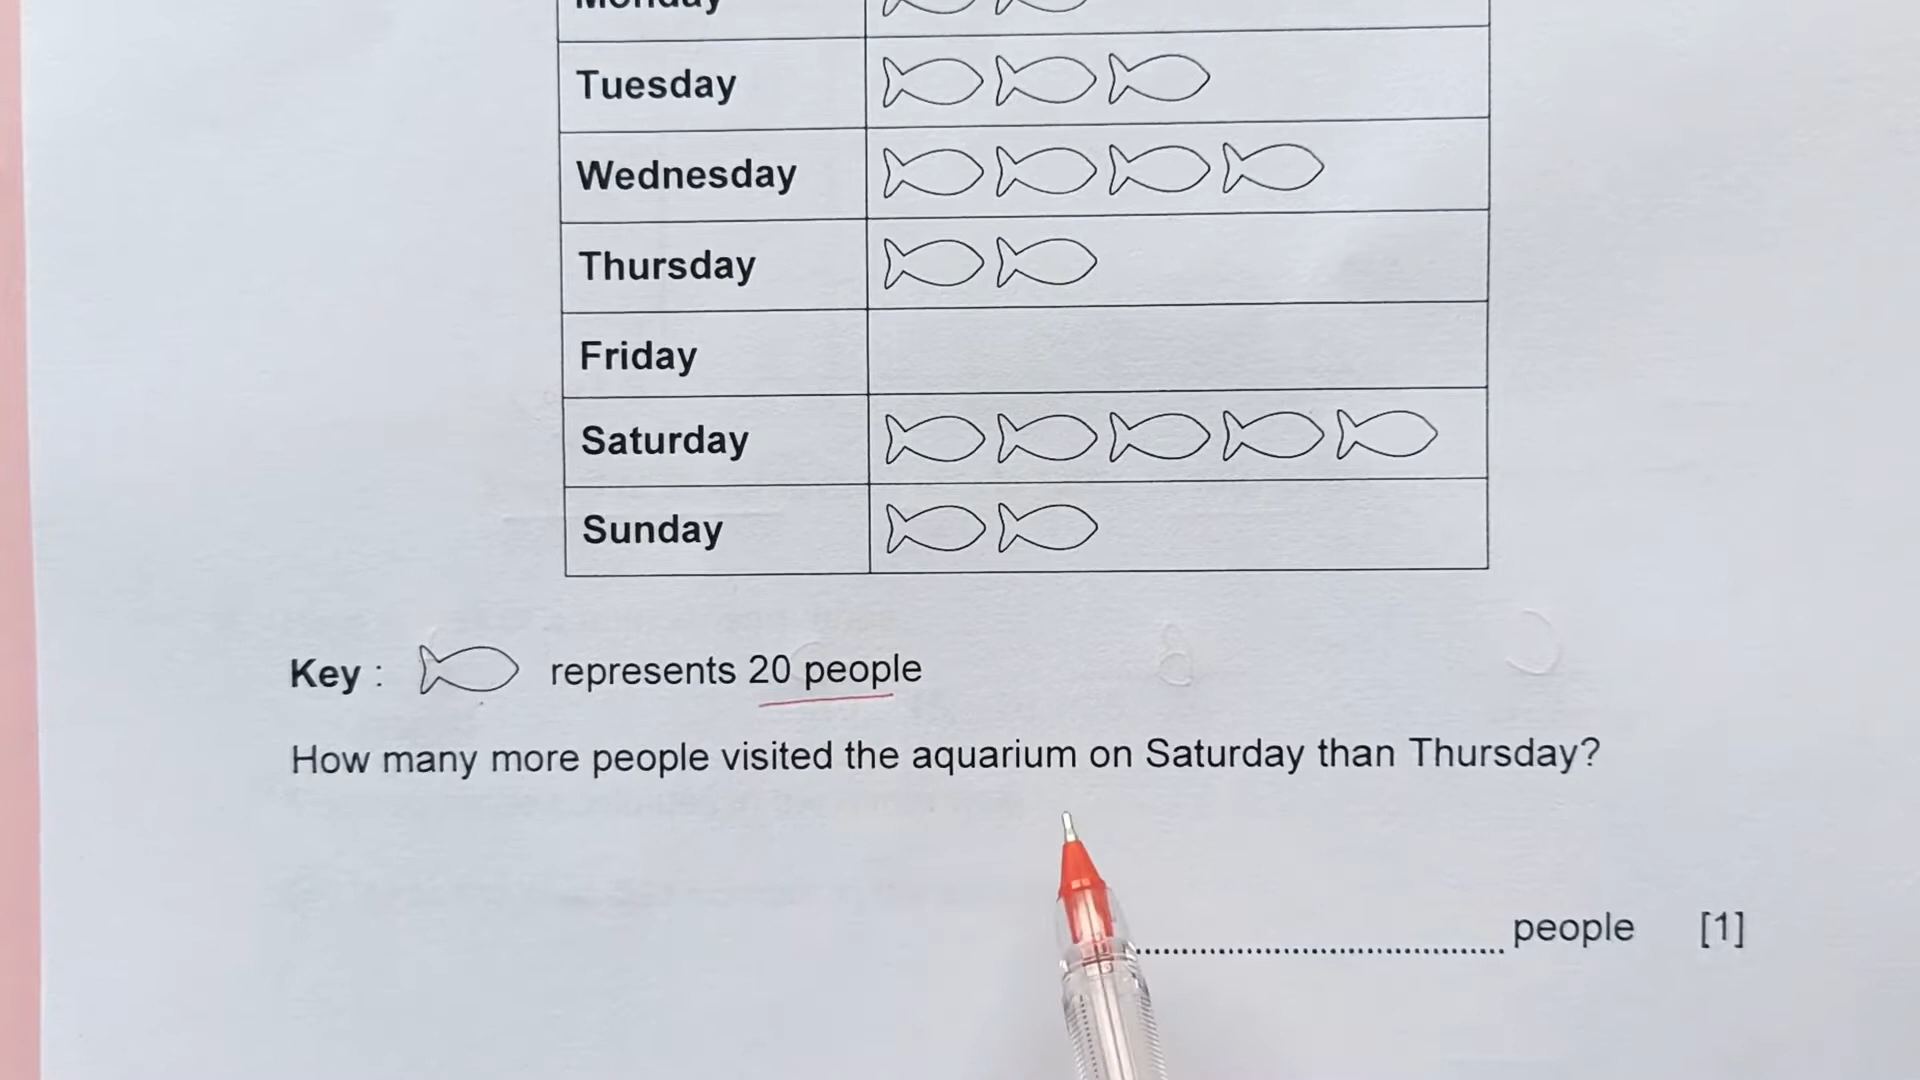 Monday
Tuesday
Wednesday
Thursday
Friday
Saturday
Sunday
Key : represents 20 people
How many more people visited the aquarium on Saturday than Thursday?
people [1]